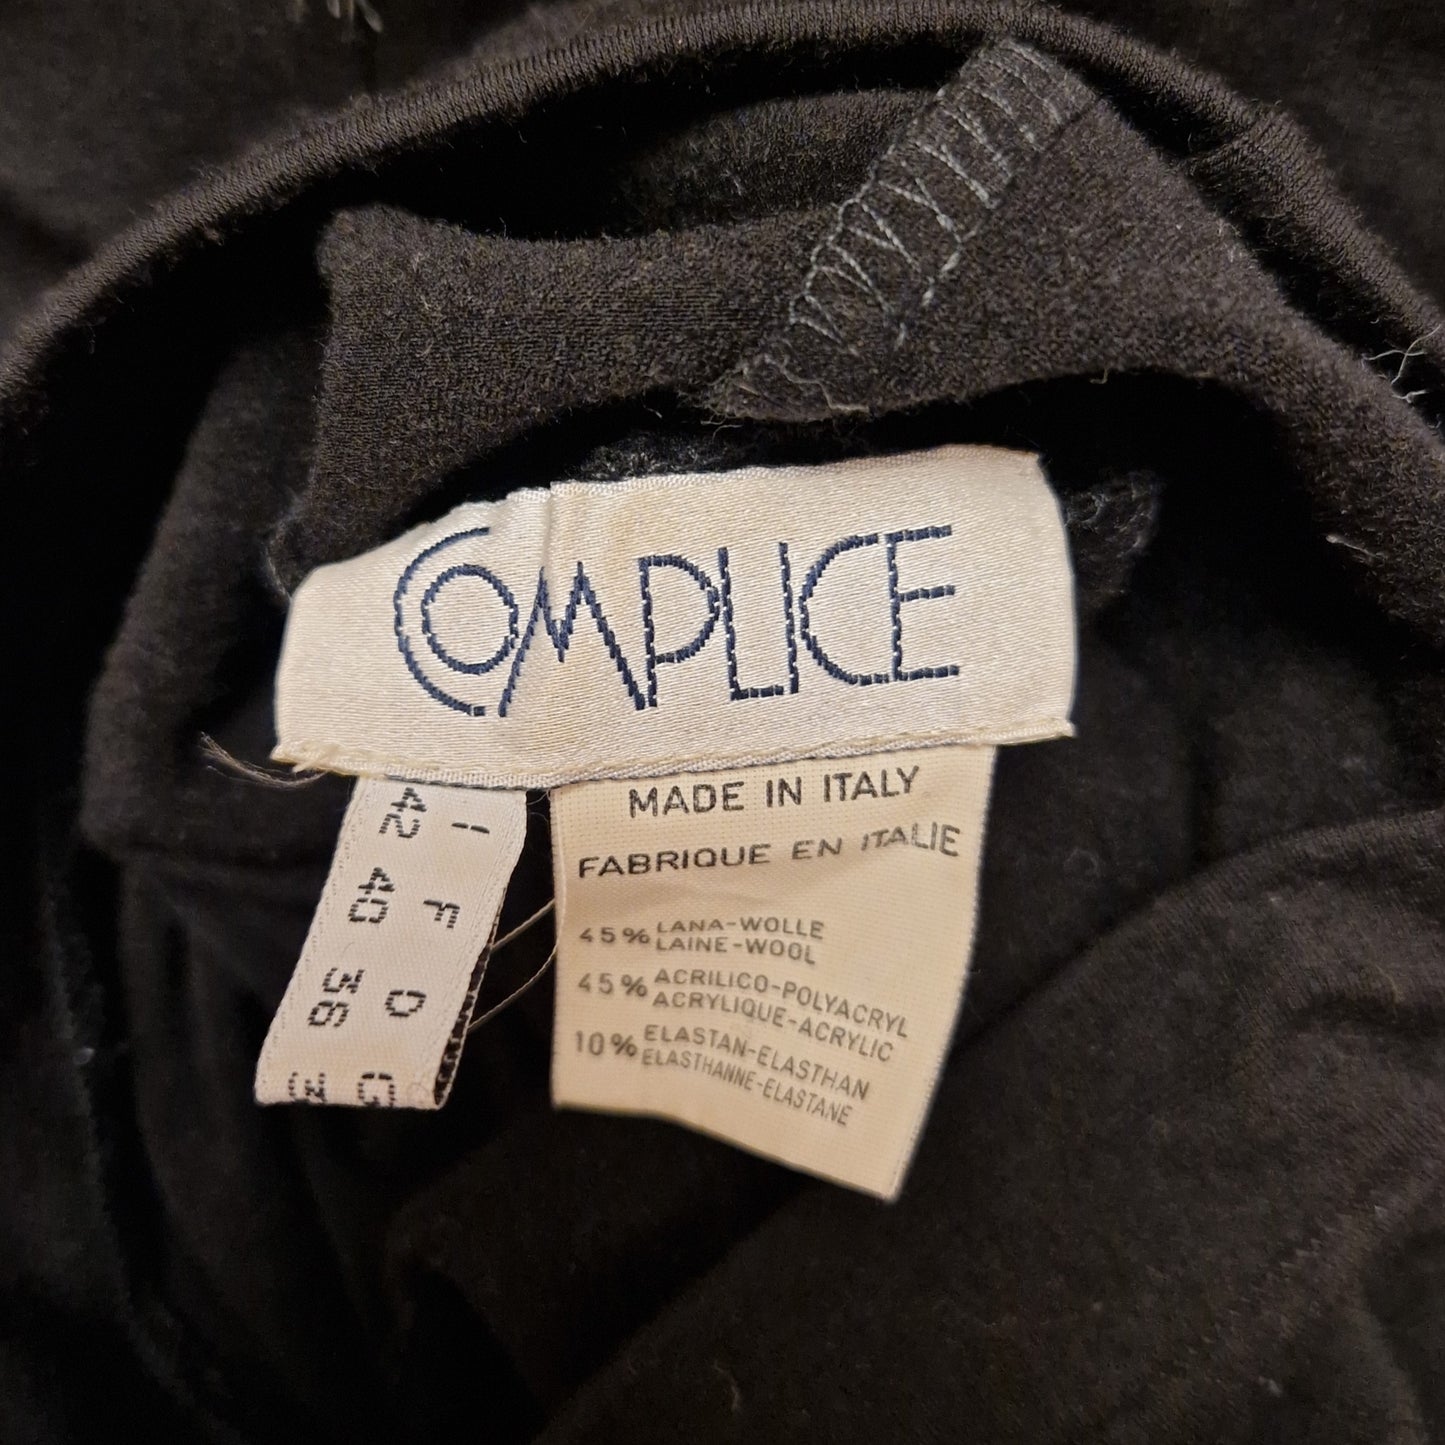 COMPLICE
MADE IN ITALY
FABRIQUE EN ITALIE
45% LANA-WOLLE
LAINE-WOOL
45% ACRILICO-POLYACRYL
ACRYLIQUE-ACRYLIC
10% ELASTAN-ELASTHAN
ELASTHANNE-ELASTANE
I F D
42 40 36